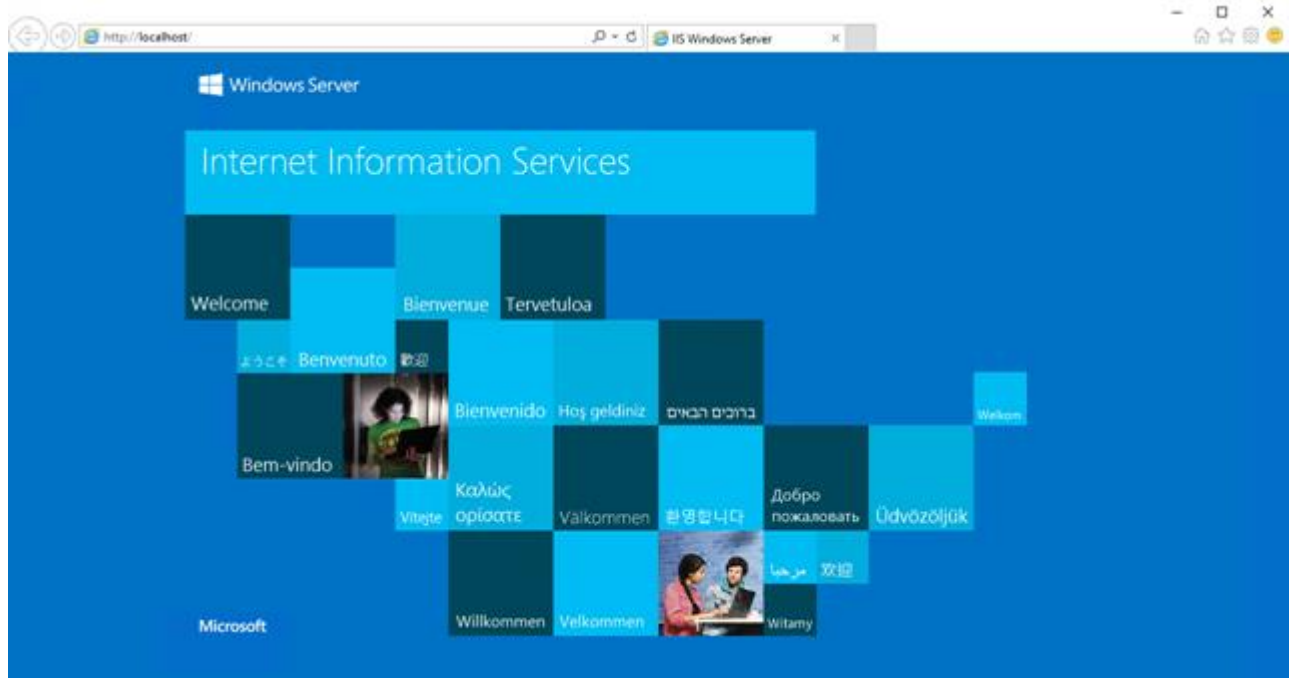 http://localhost/
IIS Windows Server
Windows Server
Internet Information Services
Welcome
Bienvenue
Tervetuloa
ようこそ
Benvenuto
歡迎
Bienvenido
Hoş geldiniz
ברוכים הבאים
Welkom
Bem-vindo
Vítejte
Καλώς
ορίσατε
Välkommen
환영합니다
Добро
пожаловать
Üdvözöljük
مرحبا
欢迎
Willkommen
Velkommen
Witamy
Microsoft